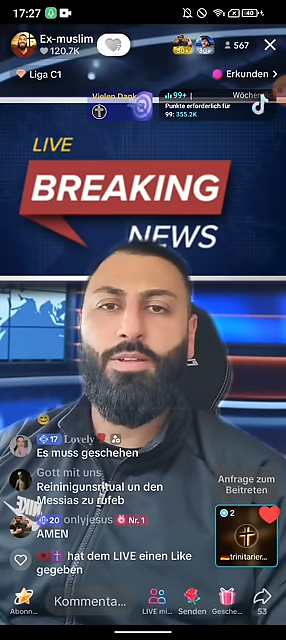 17:27
40
Ex-muslim
120.7K
567
Liga C1
Erkunden
Vielen Dank
99+
Punkte erforderlich für
99: 355.2K
LIVE
BREAKING
NEWS
17 Lovely
Es muss geschehen
Gott mit uns
Reininigunsritual un den
Messias zu rufeb
20 onlyjesus Nr. 1
AMEN
hat dem LIVE einen Like
gegeben
Anfrage zum
Beitreten
2
trinitarier...
Abonn...
Kommenta...
LIVE mi...
Senden
Gesche...
53